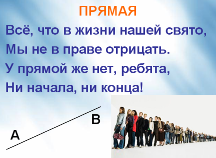 ПРЯМАЯ
Всё, что в жизни нашей свято,
Мы не в праве отрицать.
У прямой же нет, ребята,
Ни начала, ни конца!
А
В